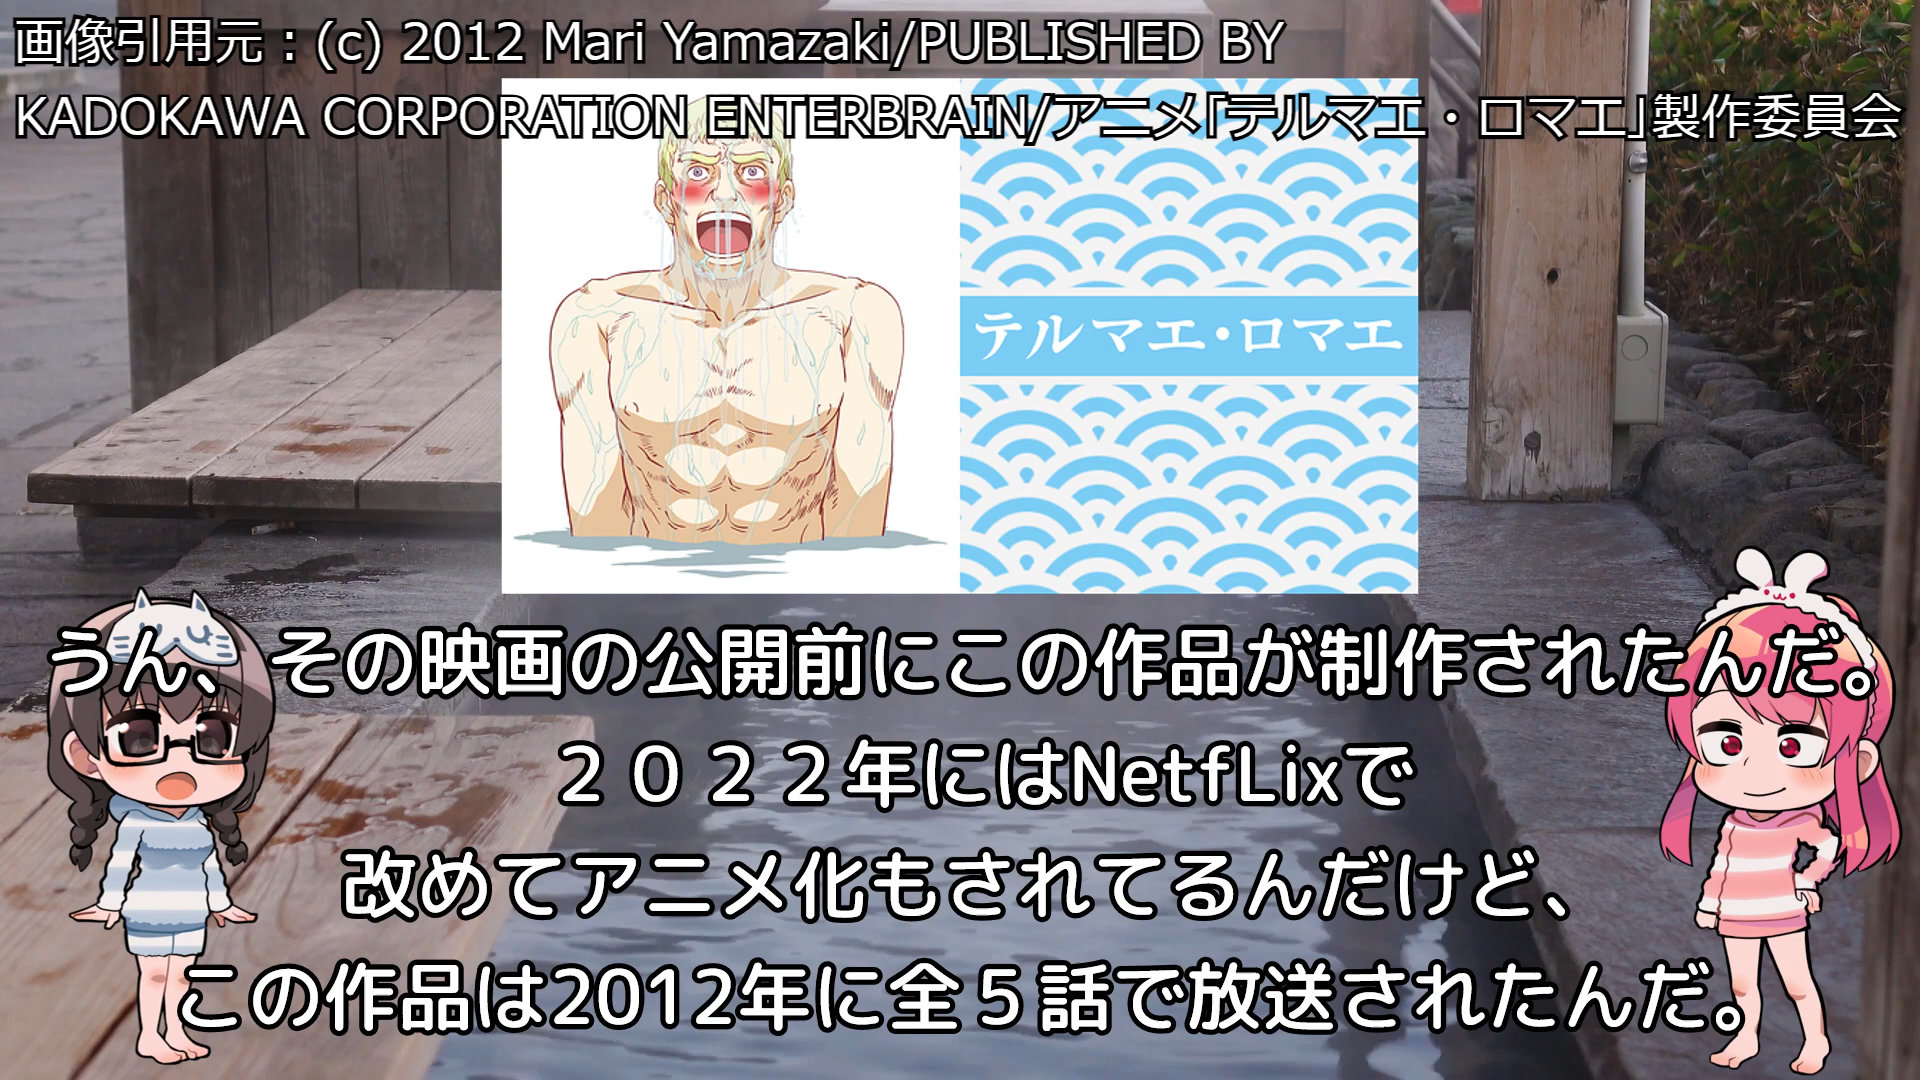 画像引用元：(c) 2012 Mari Yamazaki/PUBLISHED BY
KADOKAWA CORPORATION ENTERBRAIN/アニメ｢テルマエ・ロマエ｣製作委員会
テルマエ・ロマエ
うん、その映画の公開前にこの作品が制作されたんだ。
２０２２年にはNetfLixで
改めてアニメ化もされてるんだけど、
この作品は2012年に全５話で放送されたんだ。